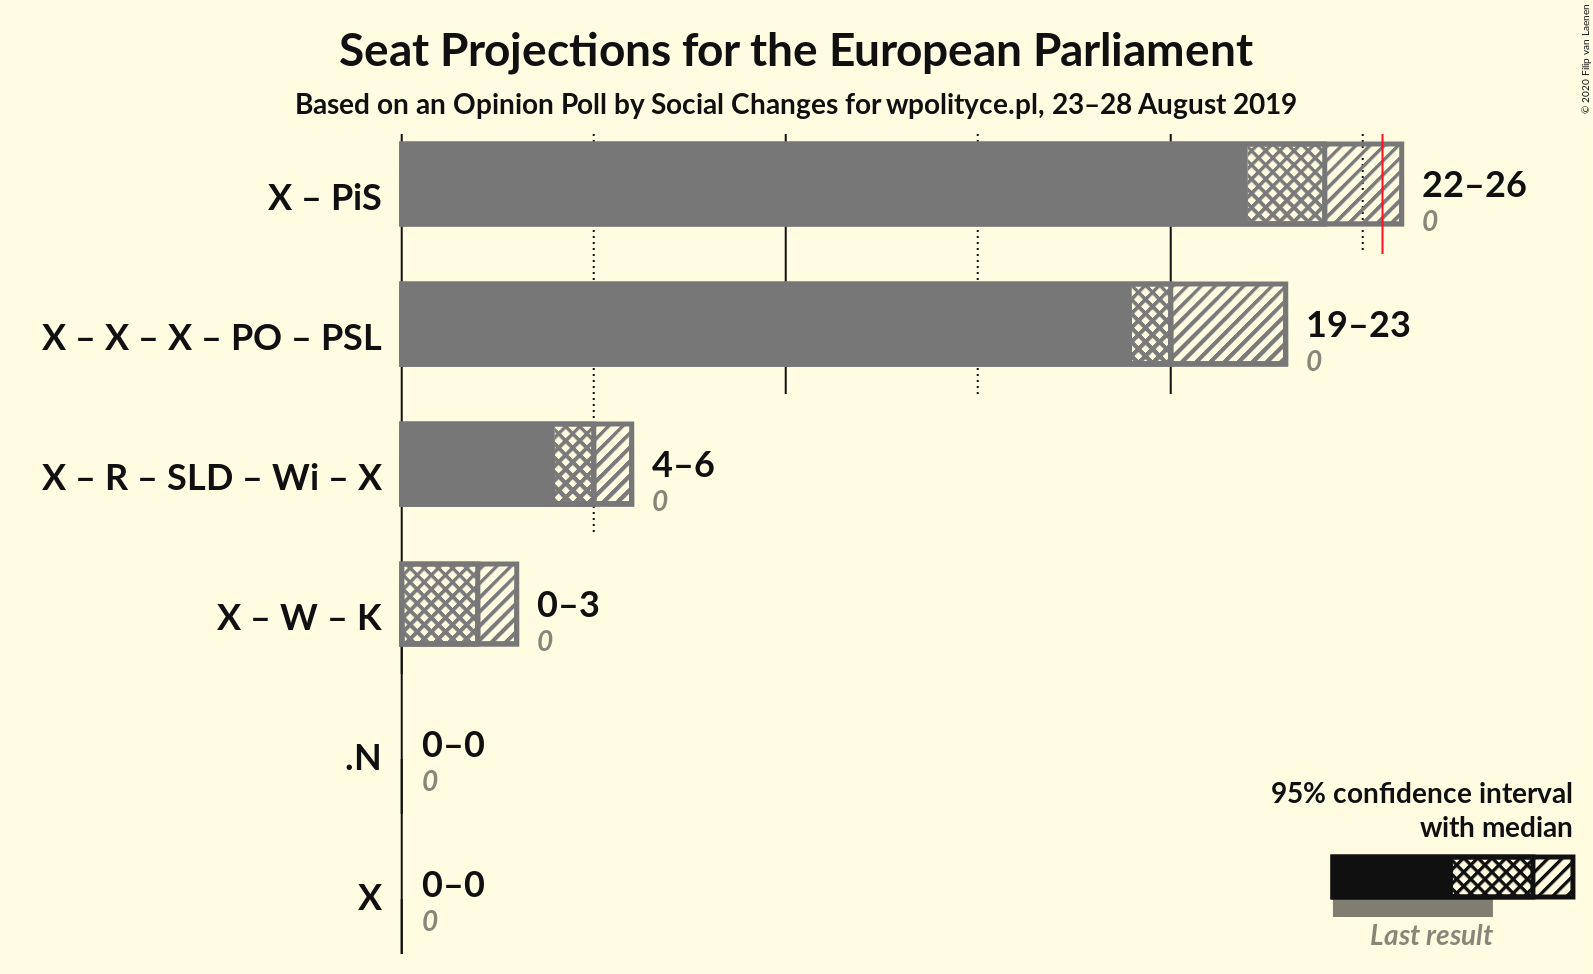 Seat Projections for the European Parliament
Based on an Opinion Poll by Social Changes for wpolityce.pl, 23–28 August 2019
© 2020 Filip van Laenen
X – PiS
22–26
0
X – X – X – PO – PSL
19–23
0
X – R – SLD – Wi – X
4–6
0
X – W – K
0–3
0
.N
0–0
0
X
0–0
0
95% confidence interval
with median
Last result